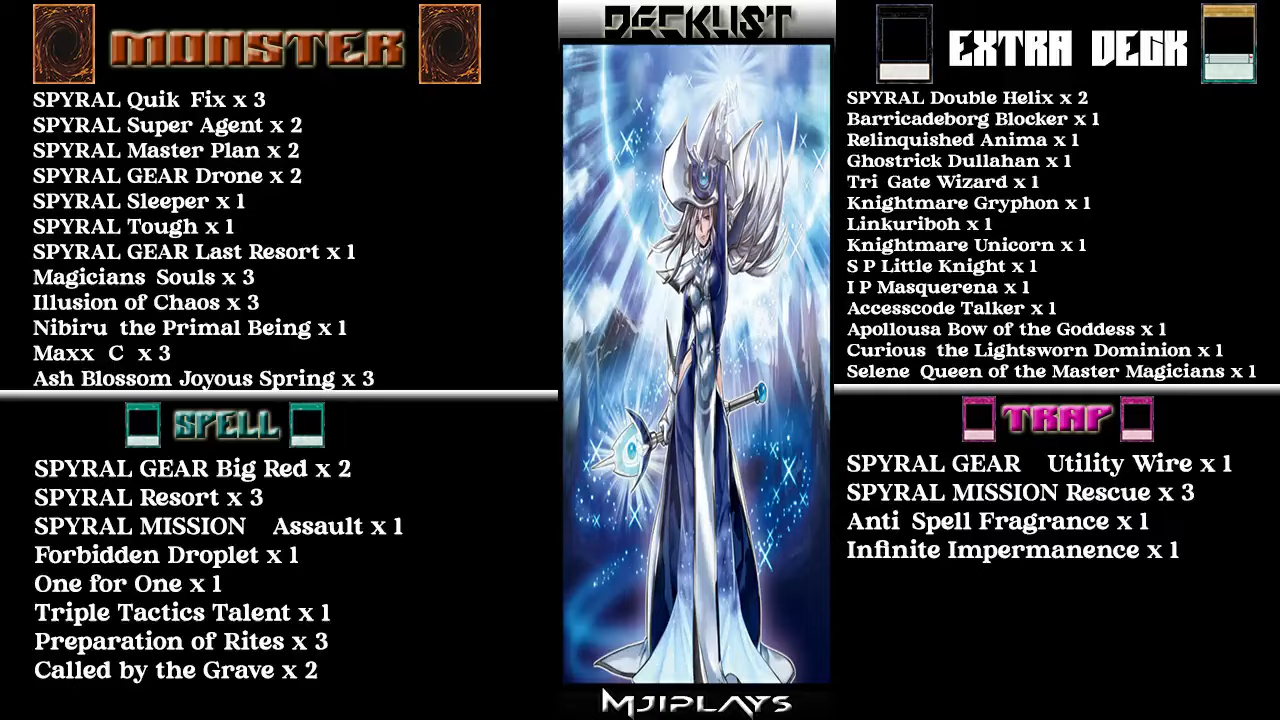 MONSTER
SPYRAL Quik Fix x 3
SPYRAL Super Agent x 2
SPYRAL Master Plan x 2
SPYRAL GEAR Drone x 2
SPYRAL Sleeper x 1
SPYRAL Tough x 1
SPYRAL GEAR Last Resort x 1
Magicians Souls x 3
Illusion of Chaos x 3
Nibiru the Primal Being x 1
Maxx C x 3
Ash Blossom Joyous Spring x 3
SPELL
SPYRAL GEAR Big Red x 2
SPYRAL Resort x 3
SPYRAL MISSION Assault x 1
Forbidden Droplet x 1
One for One x 1
Triple Tactics Talent x 1
Preparation of Rites x 3
Called by the Grave x 2
DECKLIST
MJIPLAYS
EXTRA DECK
SPYRAL Double Helix x 2
Barricadeborg Blocker x 1
Relinquished Anima x 1
Ghostrick Dullahan x 1
Tri Gate Wizard x 1
Knightmare Gryphon x 1
Linkuriboh x 1
Knightmare Unicorn x 1
S P Little Knight x 1
I P Masquerena x 1
Accesscode Talker x 1
Apollousa Bow of the Goddess x 1
Curious the Lightsworn Dominion x 1
Selene Queen of the Master Magicians x 1
TRAP
SPYRAL GEAR Utility Wire x 1
SPYRAL MISSION Rescue x 3
Anti Spell Fragrance x 1
Infinite Impermanence x 1